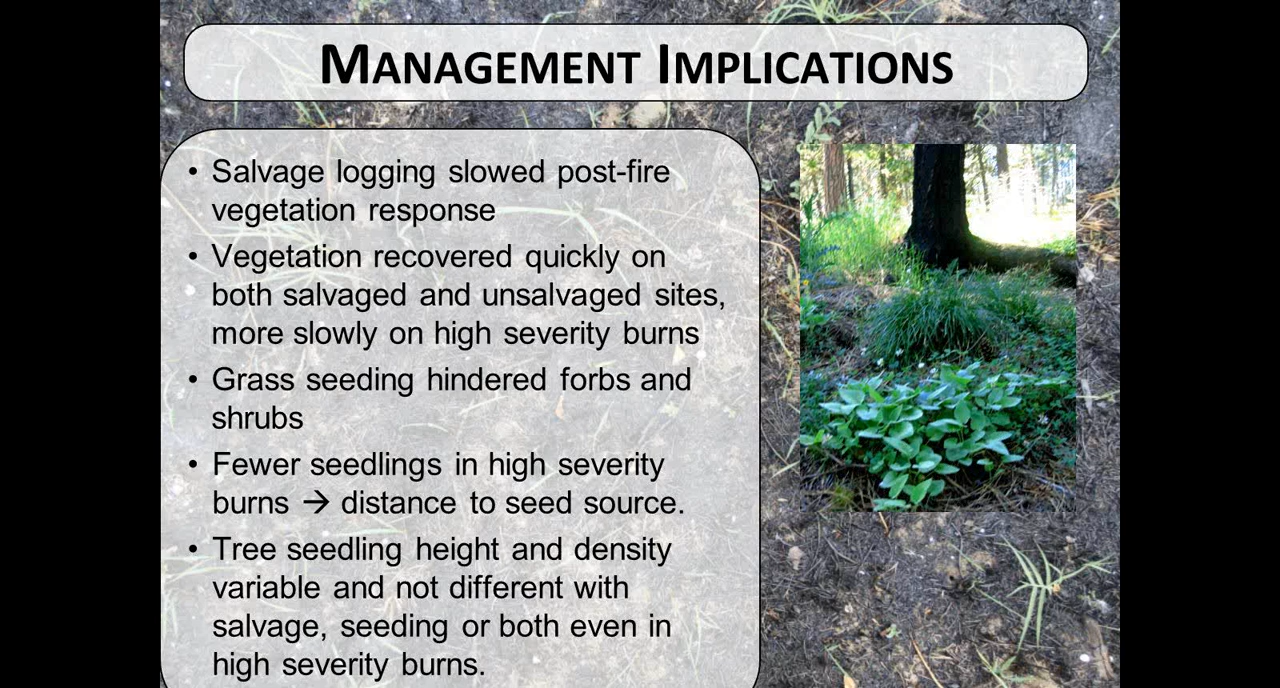 MANAGEMENT IMPLICATIONS
• Salvage logging slowed post-fire
vegetation response
• Vegetation recovered quickly on
both salvaged and unsalvaged sites,
more slowly on high severity burns
• Grass seeding hindered forbs and
shrubs
• Fewer seedlings in high severity
burns → distance to seed source.
• Tree seedling height and density
variable and not different with
salvage, seeding or both even in
high severity burns.